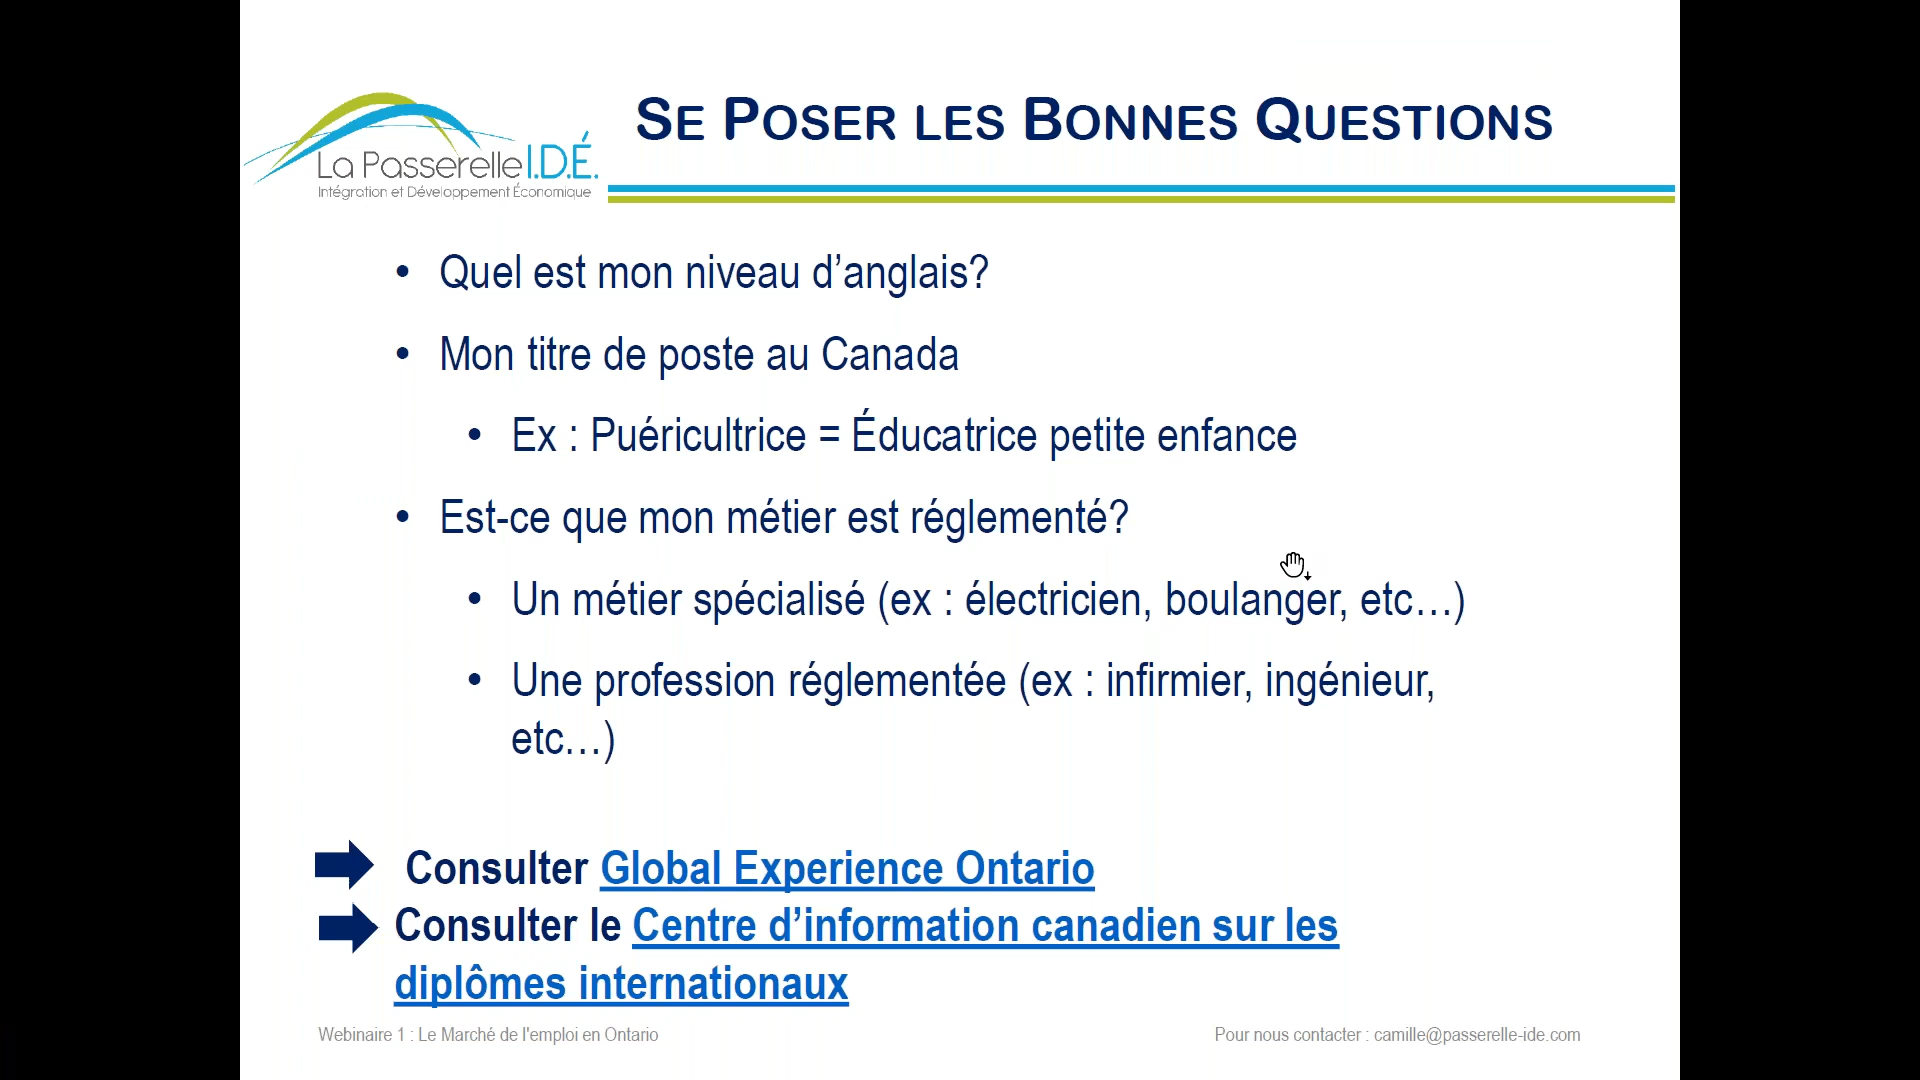 La Passerelle I.D.É.
Intégration et Développement Économique
SE POSER LES BONNES QUESTIONS
• Quel est mon niveau d’anglais?
• Mon titre de poste au Canada
• Ex : Puéricultrice = Éducatrice petite enfance
• Est-ce que mon métier est réglementé?
• Un métier spécialisé (ex : électricien, boulanger, etc…)
• Une profession réglementée (ex : infirmier, ingénieur,
etc…)
Consulter Global Experience Ontario
Consulter le Centre d’information canadien sur les
diplômes internationaux
Webinaire 1 : Le Marché de l'emploi en Ontario
Pour nous contacter : camille@passerelle-ide.com